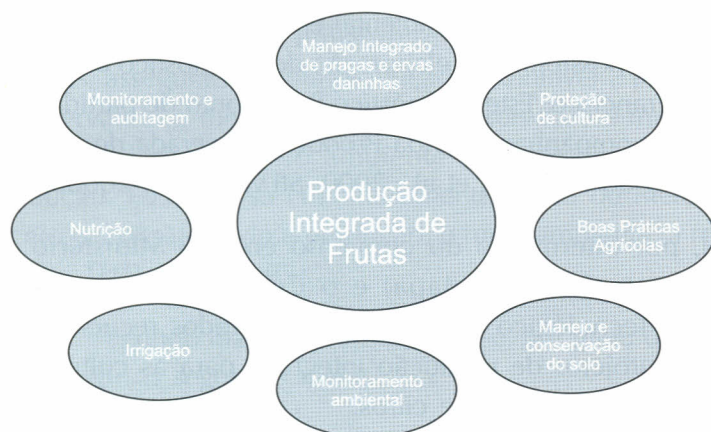 Manejo Integrado
de pragas e ervas
daninhas
Monitoramento e
auditagem
Proteção
de cultura
Produção
Integrada de
Frutas
Nutrição
Boas Práticas
Agrícolas
Irrigação
Manejo e
conservação
do solo
Monitoramento
ambiental